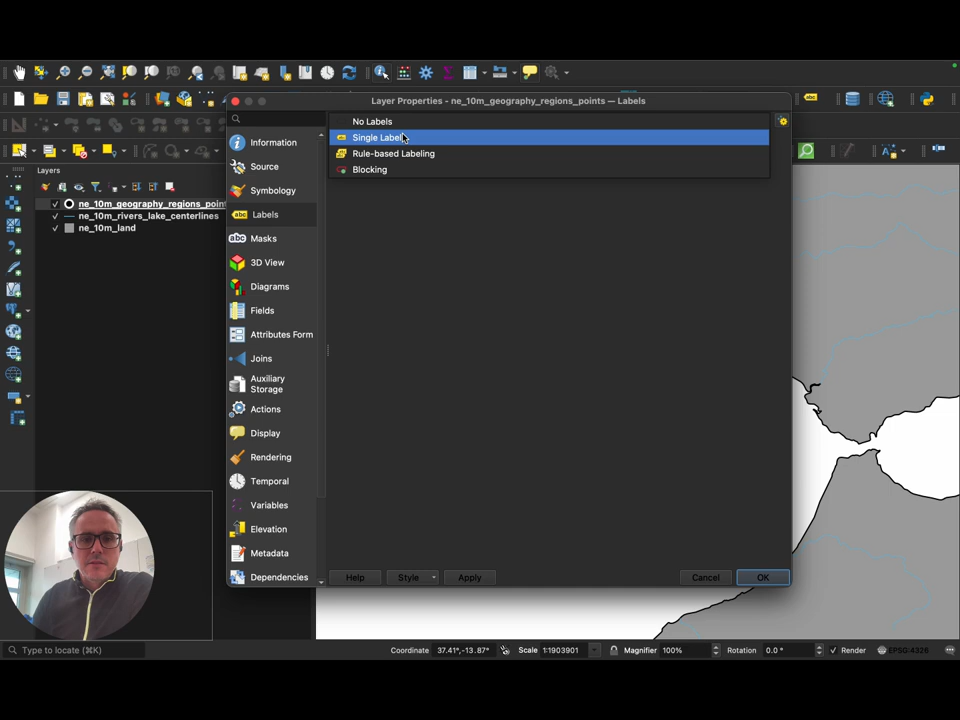 Layer Properties - ne_10m_geography_regions_points — Labels
No Labels
Single Labels
Rule-based Labeling
Blocking
Layers
ne_10m_geography_regions_poin
ne_10m_rivers_lake_centerlines
ne_10m_land
Information
Source
Symbology
abc Labels
abc Masks
3D View
Diagrams
Fields
Attributes Form
Joins
Auxiliary
Storage
Actions
Display
Rendering
Temporal
Variables
Elevation
Metadata
Dependencies
Help
Style
Apply
Cancel
OK
Type to locate (⌘K)
Coordinate 37.41°,-13.87°
Scale 1:1903901
Magnifier 100%
Rotation 0.0 °
Render
EPSG:4326